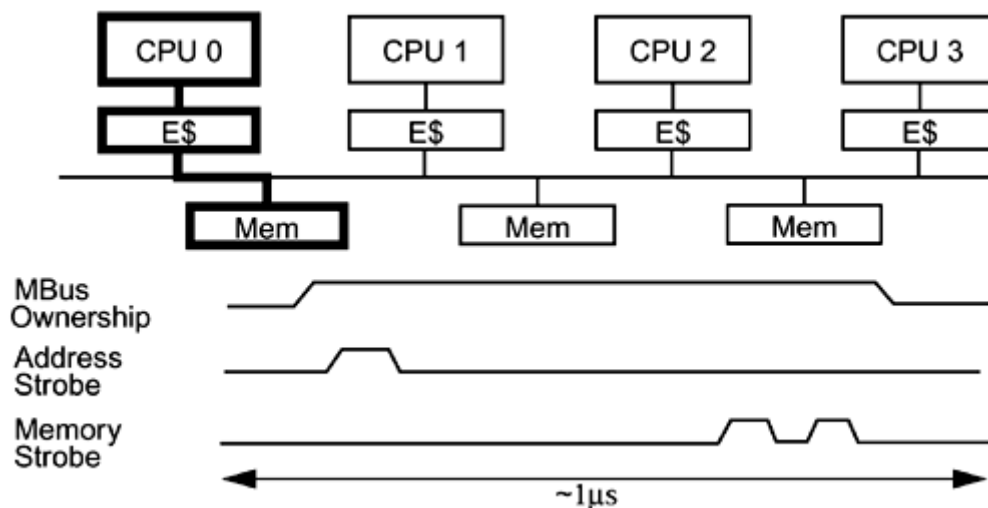 CPU 0 CPU 1 CPU 2 CPU 3
E$ E$ E$ E$
Mem Mem Mem
MBus
Ownership
Address
Strobe
Memory
Strobe
~1µs